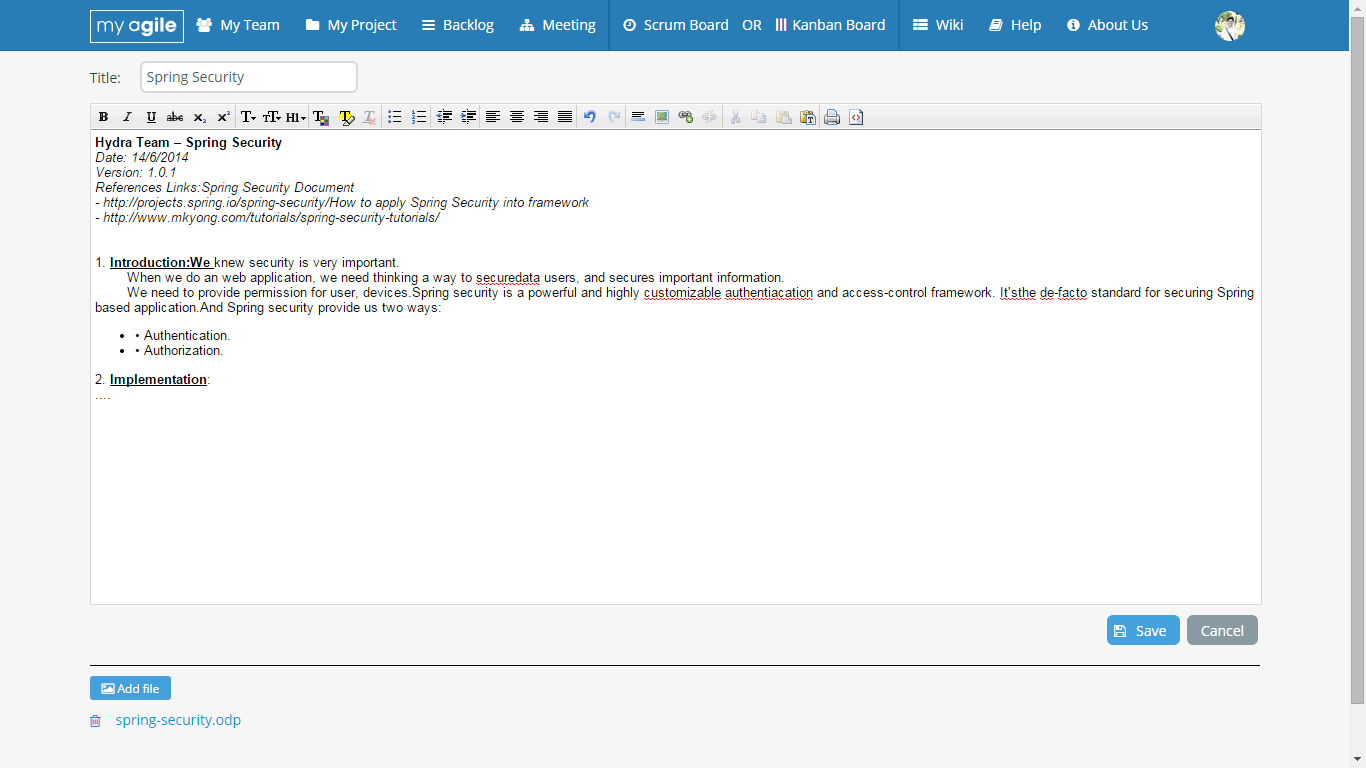 my agile My Team My Project Backlog Meeting Scrum Board OR Kanban Board Wiki Help About Us
Title: Spring Security
B I U abc X₂ X² T tT H1 T T T
Hydra Team – Spring Security
Date: 14/6/2014
Version: 1.0.1
References Links:Spring Security Document
- http://projects.spring.io/spring-security/How to apply Spring Security into framework
- http://www.mkyong.com/tutorials/spring-security-tutorials/
1. Introduction:We knew security is very important.
When we do an web application, we need thinking a way to securedata users, and secures important information.
We need to provide permission for user, devices.Spring security is a powerful and highly customizable authentiacation and access-control framework. It'sthe de-facto standard for securing Spring
based application.And Spring security provide us two ways:
• • Authentication.
• • Authorization.
2. Implementation:
....
Save Cancel
Add file
spring-security.odp